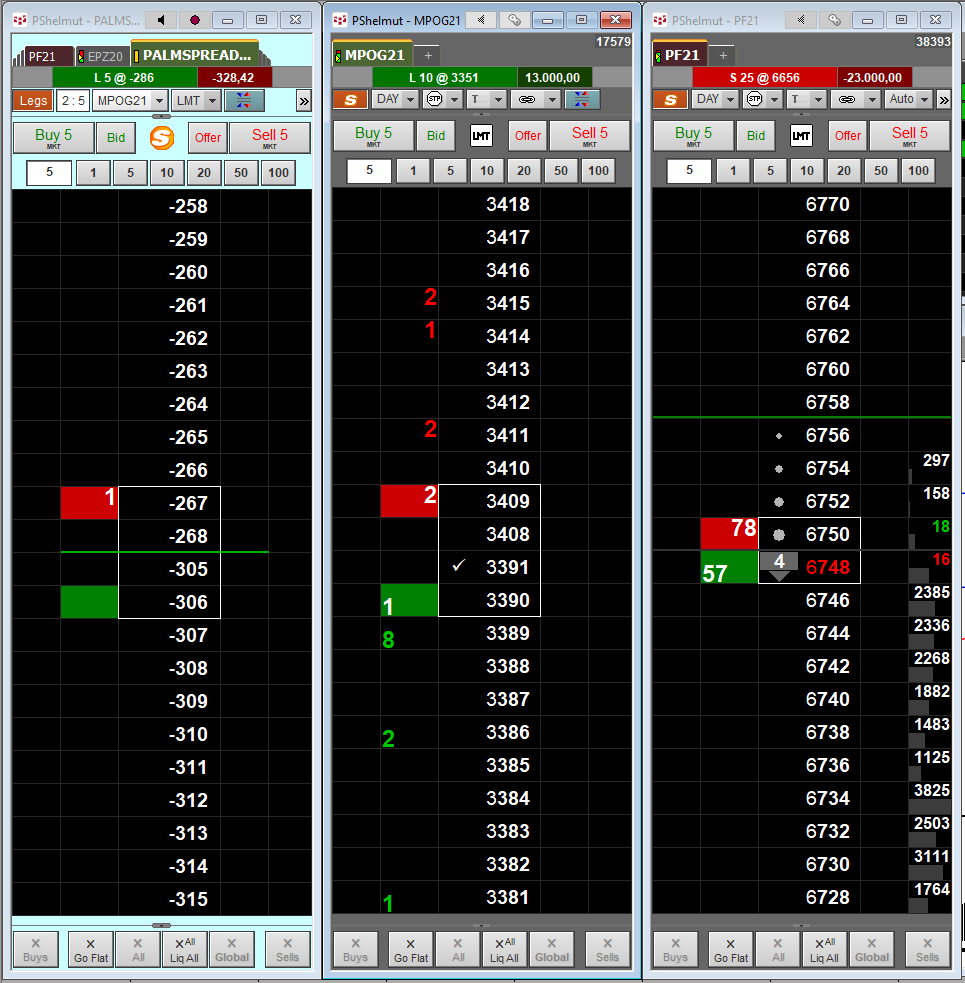 PShelmut - PALMS...
PF21 EPZ20 PALMSPREAD...
L 5 @ -286 -328,42
Legs 2 : 5 MPOG21 LMT »
Buy 5 MKT Bid S Offer Sell 5 MKT
5 1 5 10 20 50 100
-258
-259
-260
-261
-262
-263
-264
-265
-266
1 -267
-268
-305
-306
-307
-308
-309
-310
-311
-312
-313
-314
-315
X Buys X Go Flat X All X All Liq All X Global X Sells
PShelmut - MPOG21
17579
MPOG21 +
L 10 @ 3351 13.000,00
S DAY STP T
Buy 5 MKT Bid LMT Offer Sell 5 MKT
5 1 5 10 20 50 100
3418
3417
3416
2 3415
1 3414
3413
3412
2 3411
3410
2 3409
3408
✓ 3391
1 3390
8 3389
3388
3387
2 3386
3385
3384
3383
3382
1 3381
X Buys X Go Flat X All X All Liq All X Global X Sells
PShelmut - PF21
38393
PF21 +
S 25 @ 6656 -23.000,00
S DAY STP T Auto »
Buy 5 MKT Bid LMT Offer Sell 5 MKT
5 1 5 10 20 50 100
6770
6768
6766
6764
6762
6760
6758
6756
6754 297
6752 158
78 6750 18
57 4 6748 16
6746 2385
6744 2336
6742 2268
6740 1882
6738 1483
6736 1125
6734 3825
6732 2503
6730 3111
6728 1764
X Buys X Go Flat X All X All Liq All X Global X Sells